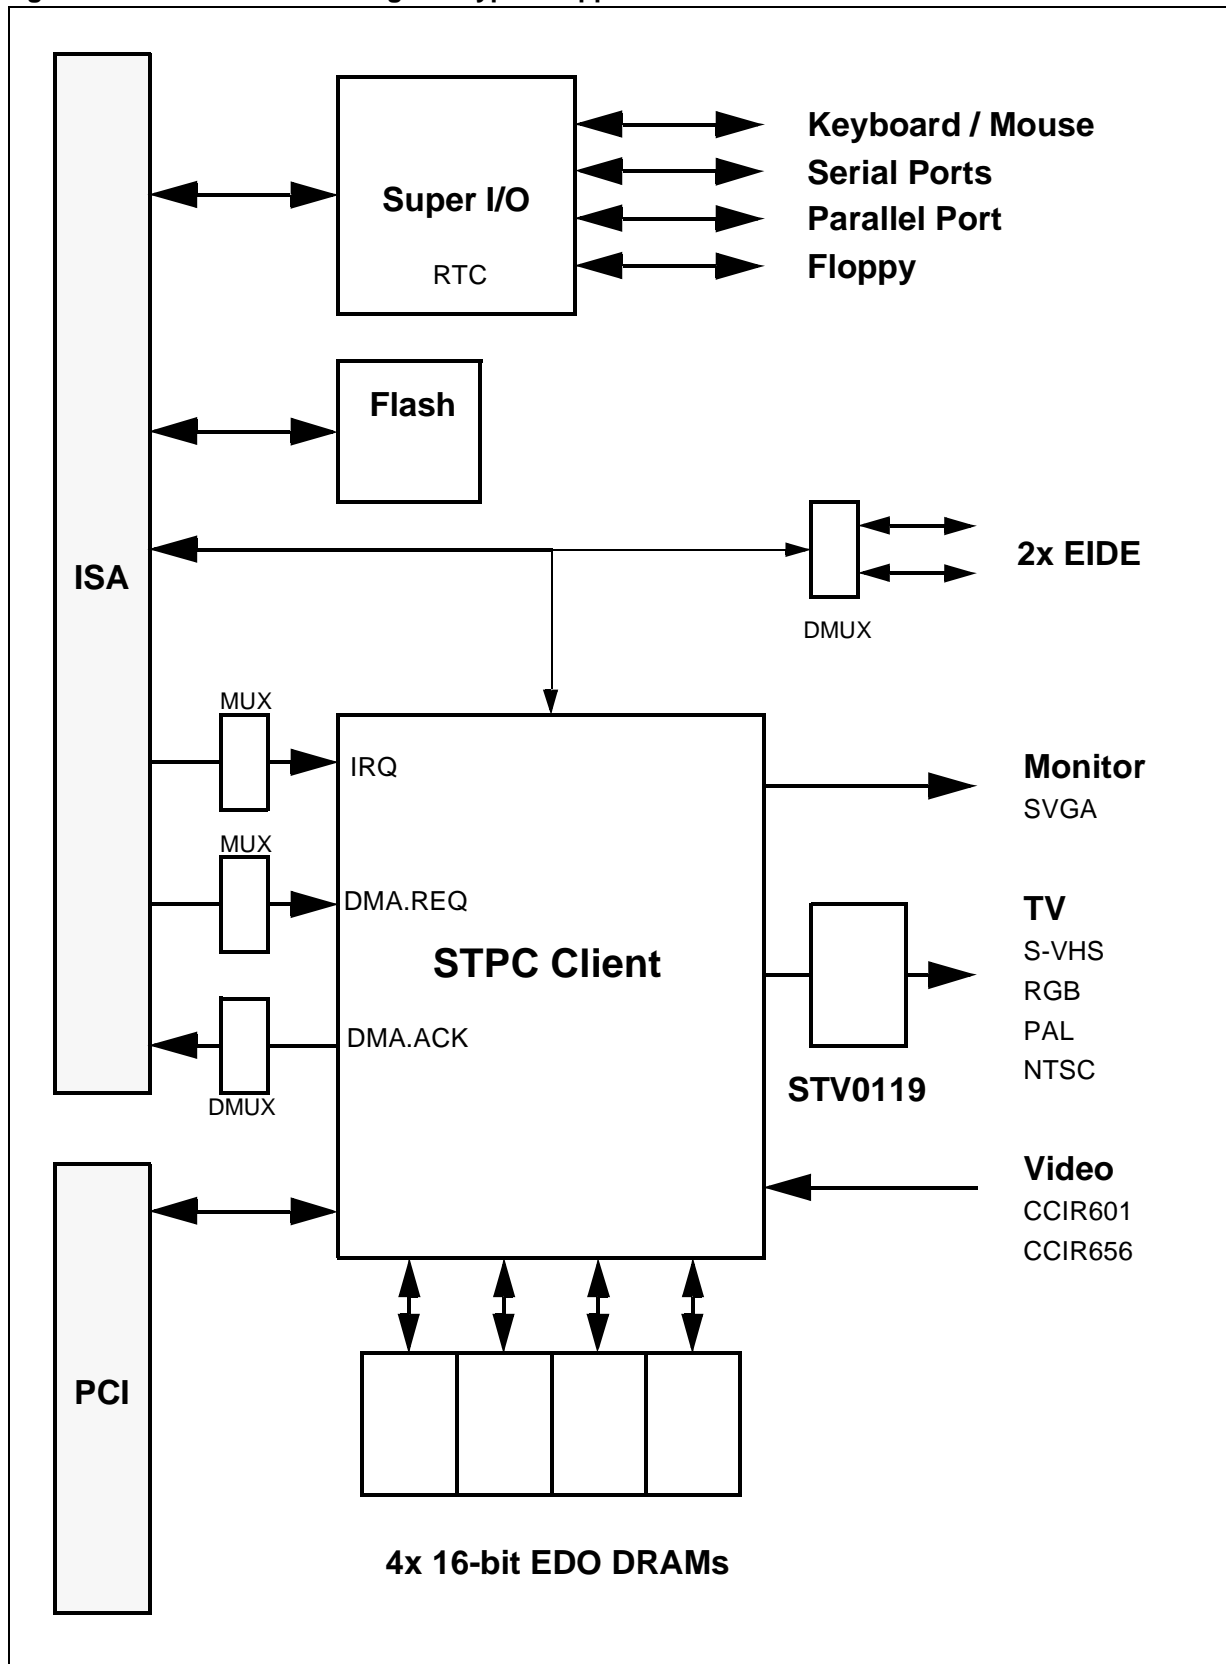 Keyboard / Mouse
Serial Ports
Super I/O
Parallel Port
RTC
Floppy
Flash
ISA
2x EIDE
DMUX
MUX
IRQ
Monitor
SVGA
MUX
DMA.REQ
TV
STPC Client
S-VHS
RGB
DMA.ACK
PAL
NTSC
STV0119
DMUX
Video
CCIR601
CCIR656
PCI
4x 16-bit EDO DRAMs